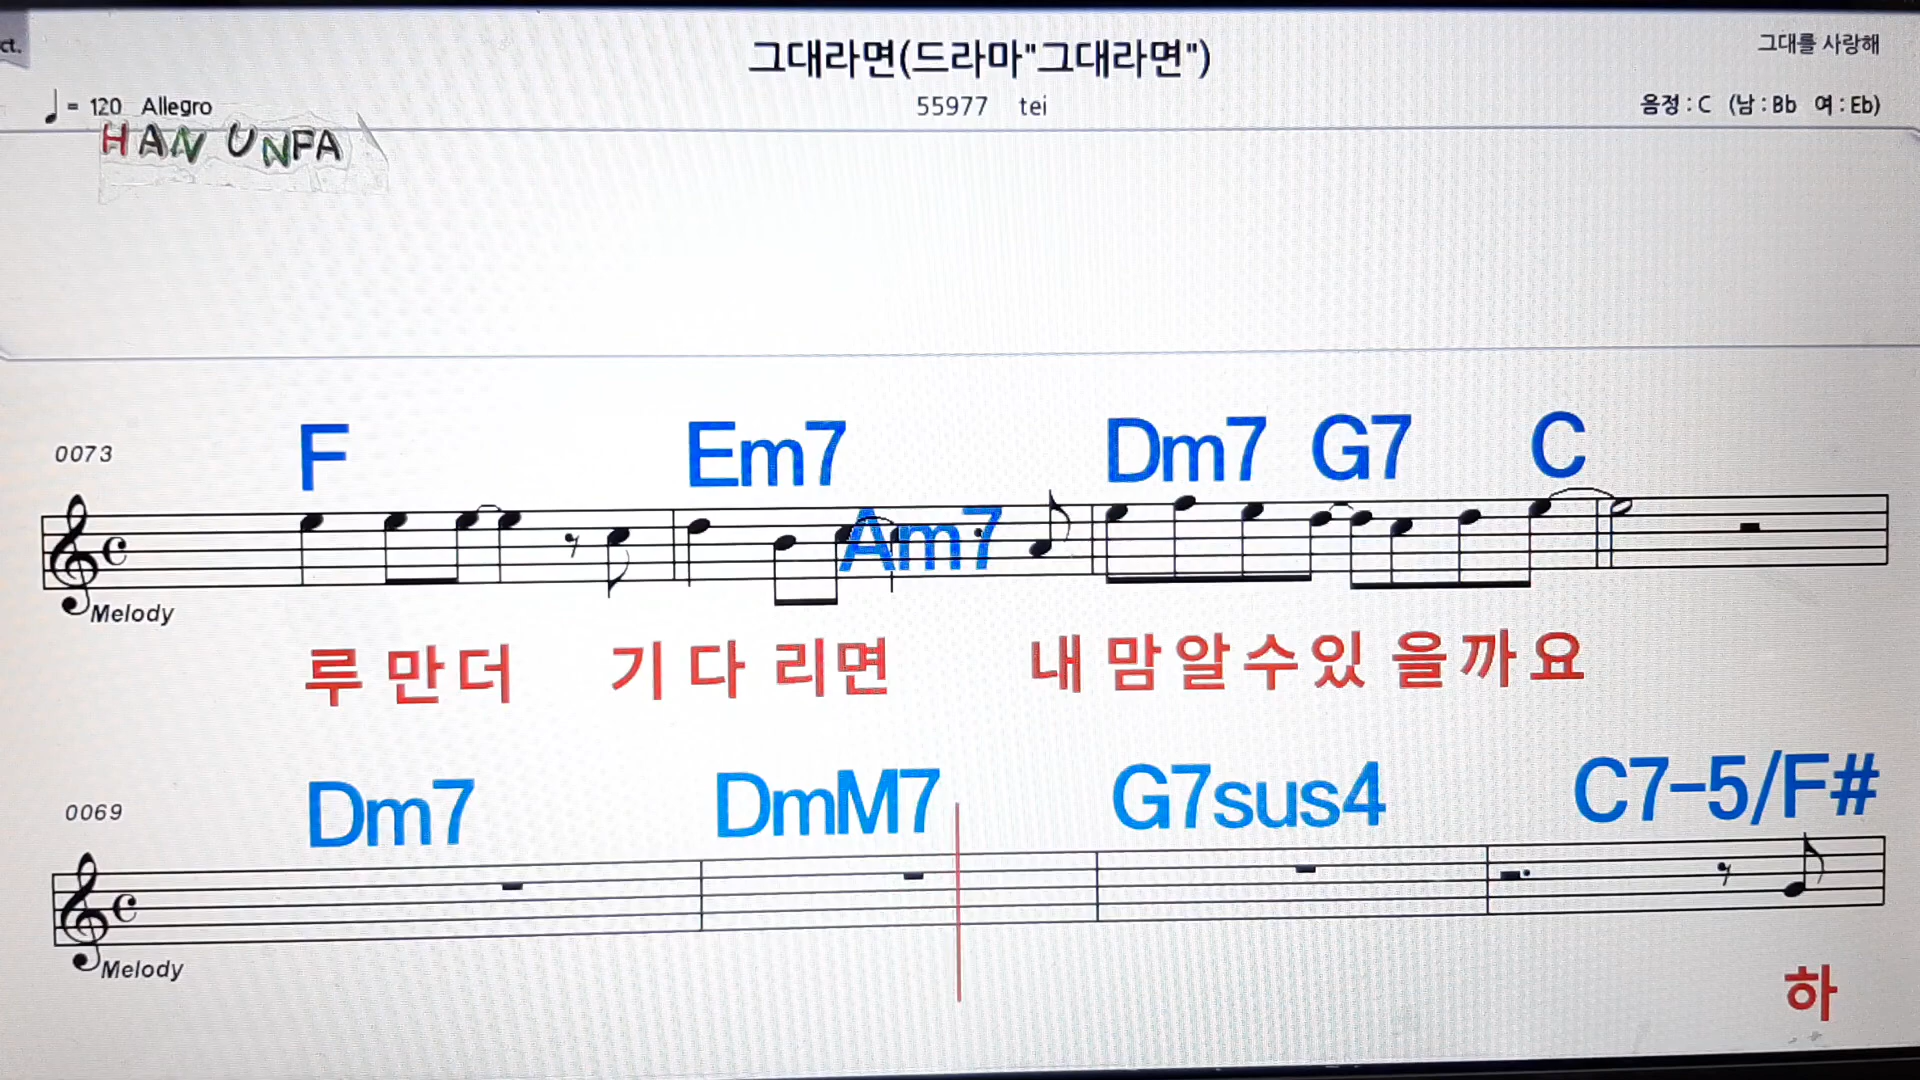 ct.
그대라면(드라마"그대라면")
그대를 사랑해
= 120 Allegro
55977 tei
음정 : C (남 : Bb 여 : Eb)
HAN UNFA
F Em7 Am7 Dm7 G7 C
0073
Melody
루 만 더 기 다 리 면 내 맘 알 수 있 을 까 요
Dm7 DmM7 G7sus4 C7-5/F#
0069
Melody
하